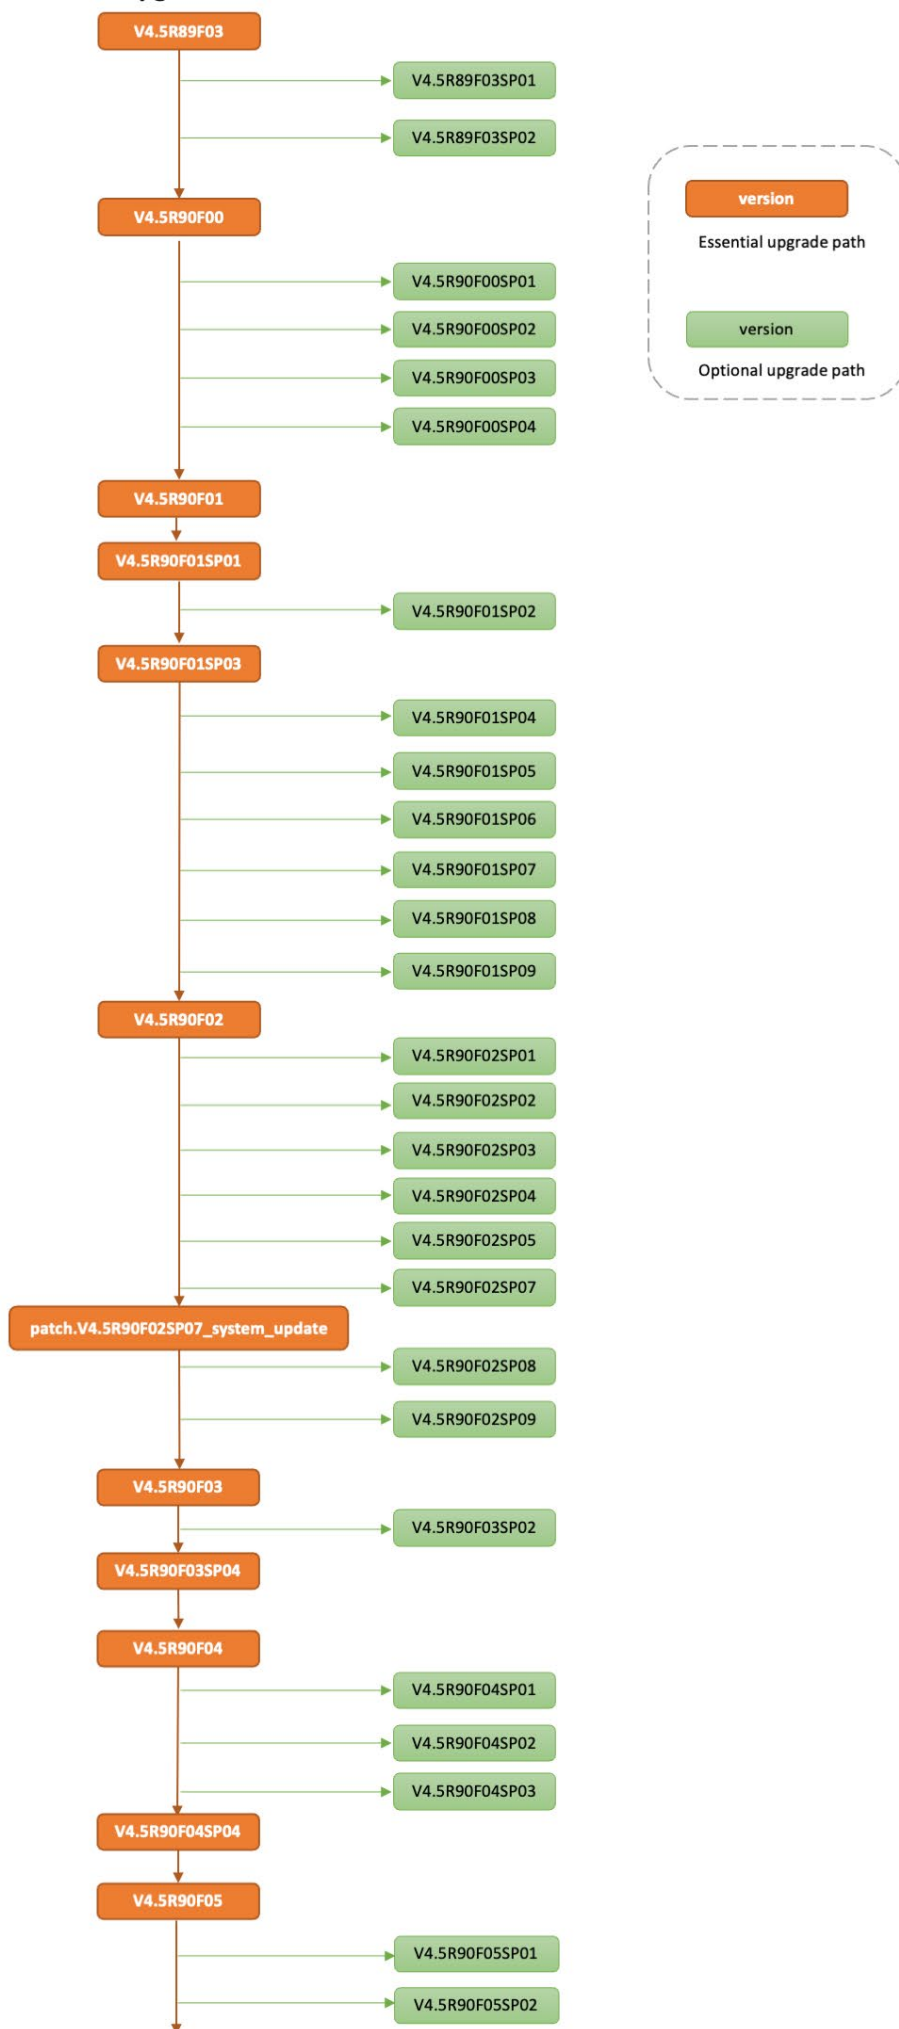 V4.5R89F03
V4.5R89F03SP01
V4.5R89F03SP02
V4.5R90F00
version
Essential upgrade path
version
Optional upgrade path
V4.5R90F00SP01
V4.5R90F00SP02
V4.5R90F00SP03
V4.5R90F00SP04
V4.5R90F01
V4.5R90F01SP01
V4.5R90F01SP02
V4.5R90F01SP03
V4.5R90F01SP04
V4.5R90F01SP05
V4.5R90F01SP06
V4.5R90F01SP07
V4.5R90F01SP08
V4.5R90F01SP09
V4.5R90F02
V4.5R90F02SP01
V4.5R90F02SP02
V4.5R90F02SP03
V4.5R90F02SP04
V4.5R90F02SP05
V4.5R90F02SP07
patch.V4.5R90F02SP07_system_update
V4.5R90F02SP08
V4.5R90F02SP09
V4.5R90F03
V4.5R90F03SP02
V4.5R90F03SP04
V4.5R90F04
V4.5R90F04SP01
V4.5R90F04SP02
V4.5R90F04SP03
V4.5R90F04SP04
V4.5R90F05
V4.5R90F05SP01
V4.5R90F05SP02